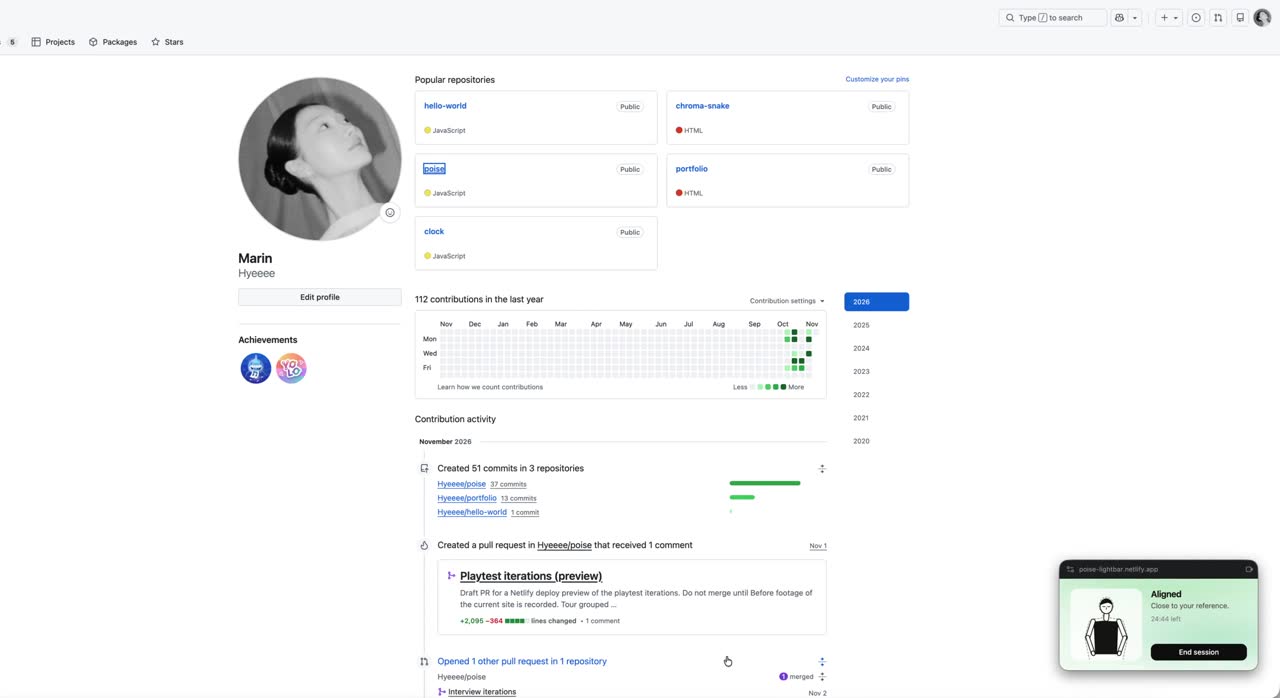 Type / to search
5
Projects
Packages
Stars
Popular repositories
Customize your pins
hello-world
Public
JavaScript
chroma-snake
Public
HTML
poise
Public
JavaScript
portfolio
Public
HTML
clock
Public
JavaScript
Marin
Hyeeee
Edit profile
Achievements
YOLO
112 contributions in the last year
Contribution settings
Nov Dec Jan Feb Mar Apr May Jun Jul Aug Sep Oct Nov
Mon
Wed
Fri
Learn how we count contributions
Less
More
2026
2025
2024
2023
2022
2021
2020
Contribution activity
November 2026
Created 51 commits in 3 repositories
Hyeeee/poise 37 commits
Hyeeee/portfolio 13 commits
Hyeeee/hello-world 1 commit
Created a pull request in Hyeeee/poise that received 1 comment
Nov 1
Playtest iterations (preview)
Draft PR for a Netlify deploy preview of the playtest iterations. Do not merge until Before footage of
the current site is recorded. Tour grouped ...
+2,095 −364 lines changed • 1 comment
Opened 1 other pull request in 1 repository
Hyeeee/poise
1 merged
Interview iterations
Nov 2
poise-lightbar.netlify.app
Aligned
Close to your reference.
24:44 left
End session